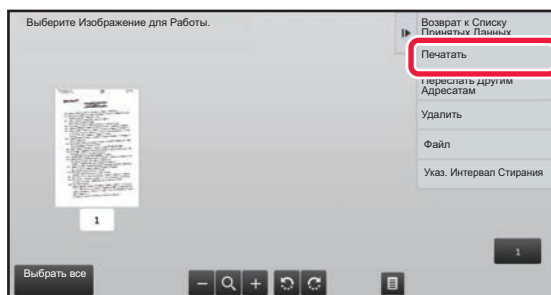 Выберите Изображение для Работы.
Возврат к Списку
Принятых Данных
Печатать
Переслать Другим
Адресатам
Удалить
Файл
Указ. Интервал Стирания
1
1
Выбрать все